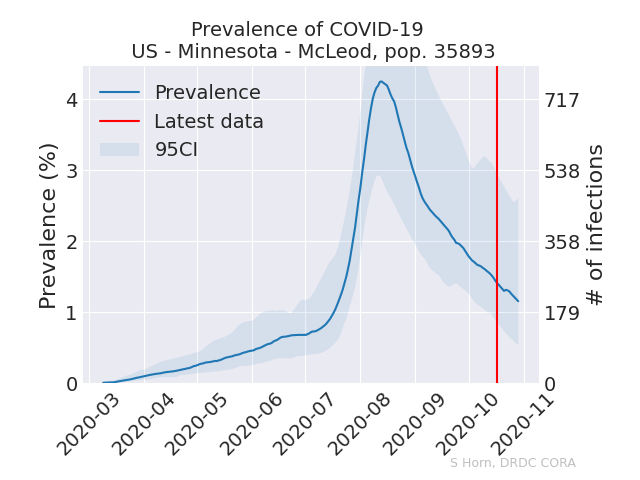 Prevalence of COVID-19
US - Minnesota - McLeod, pop. 35893
Prevalence
Latest data
95CI
Prevalence (%)
4
3
2
1
0
717
538
358
179
0
# of infections
2020-03
2020-04
2020-05
2020-06
2020-07
2020-08
2020-09
2020-10
2020-11
S Horn, DRDC CORA